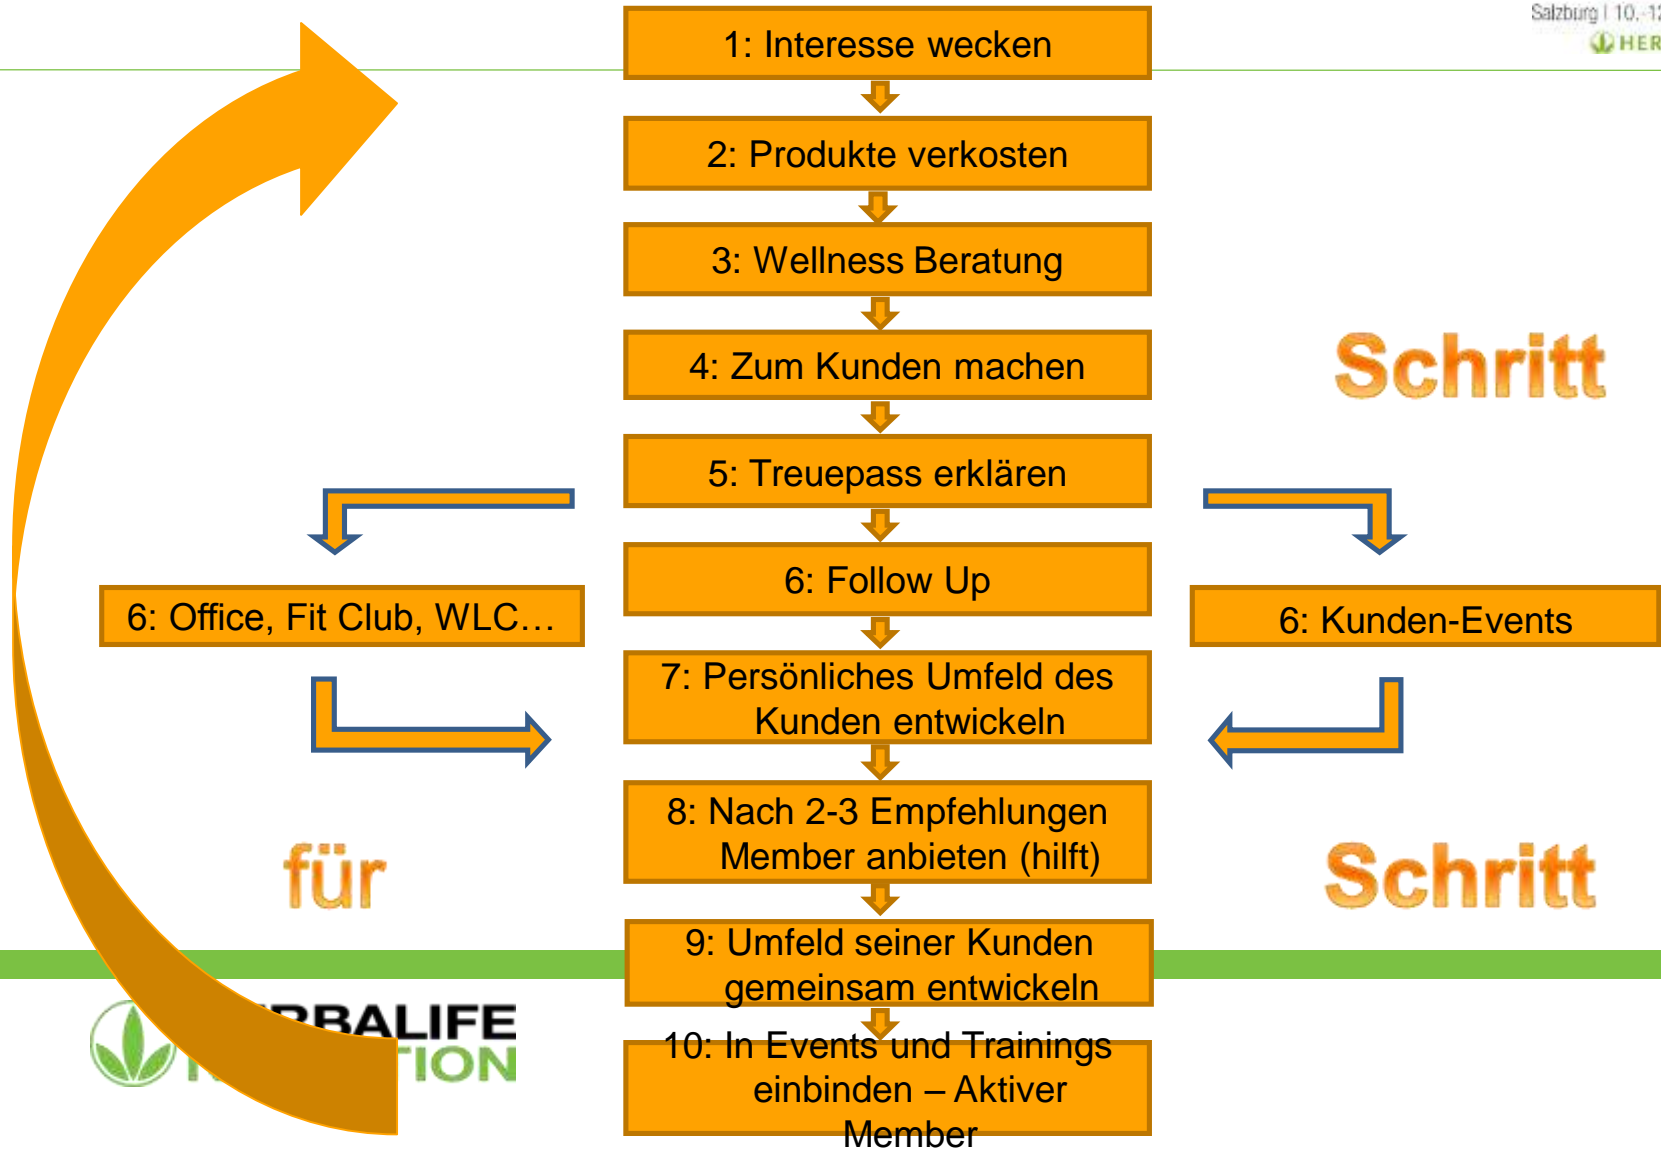 Salzburg | 10.-12
HER
1: Interesse wecken
2: Produkte verkosten
3: Wellness Beratung
4: Zum Kunden machen
Schritt
5: Treuepass erklären
6: Follow Up
6: Office, Fit Club, WLC…
6: Kunden-Events
7: Persönliches Umfeld des
Kunden entwickeln
8: Nach 2-3 Empfehlungen
Member anbieten (hilft)
für
Schritt
9: Umfeld seiner Kunden
gemeinsam entwickeln
RBALIFE
TION
10: In Events und Trainings
einbinden – Aktiver
Member